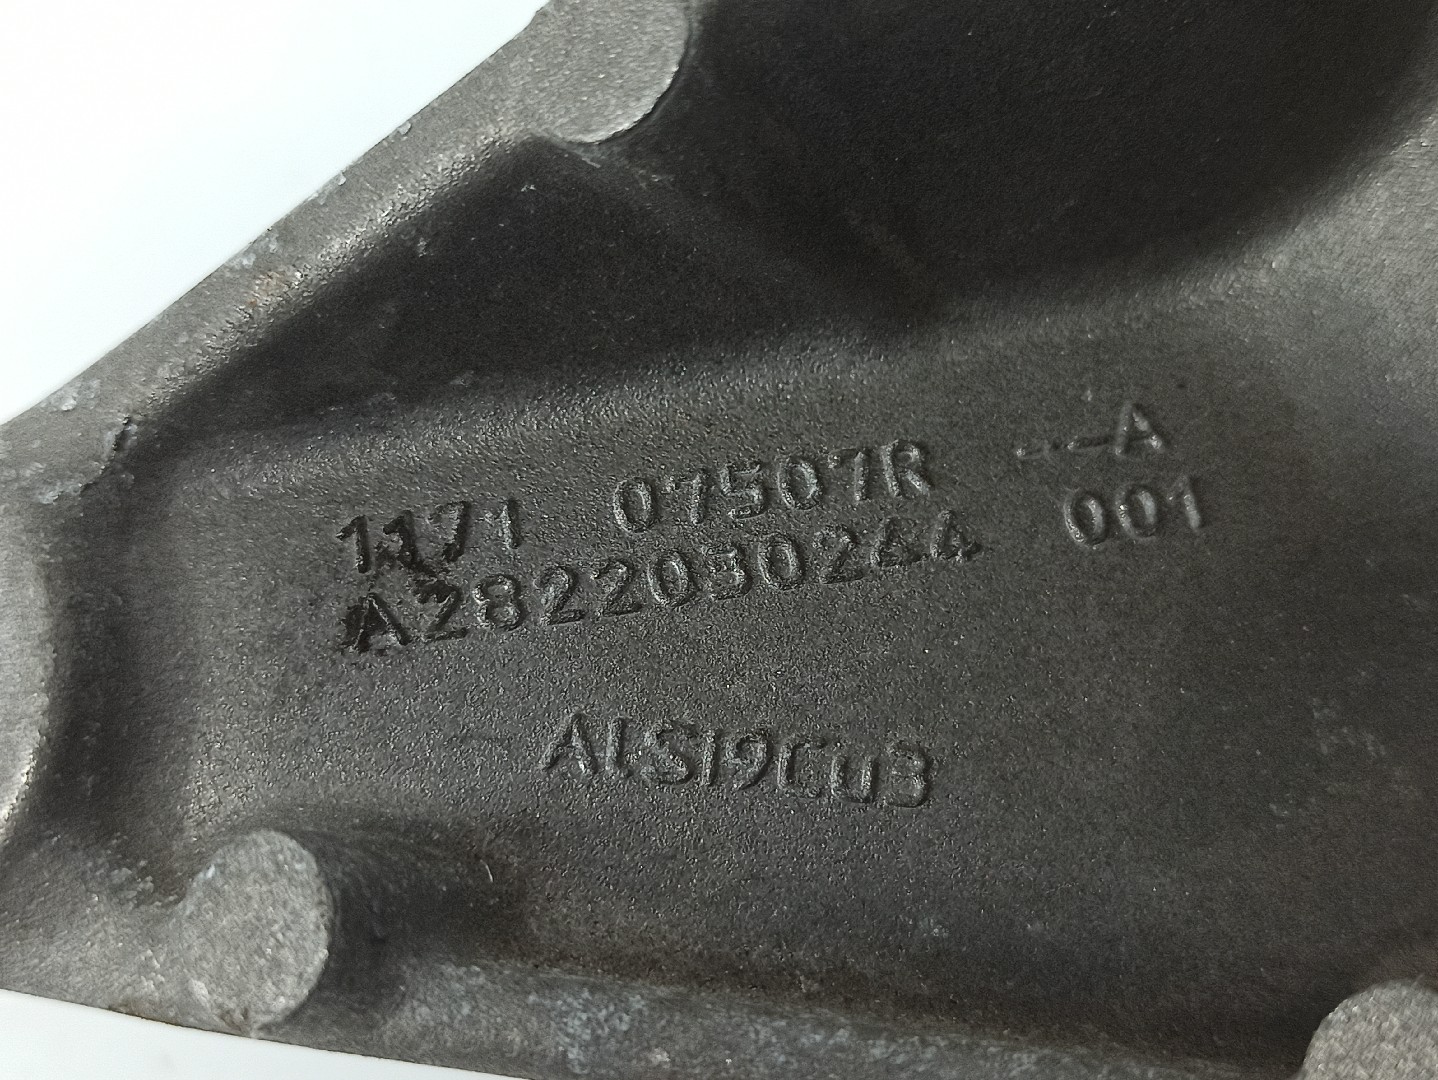 1171 07507R ---A
A2822030244 001
AlSi9Cu3